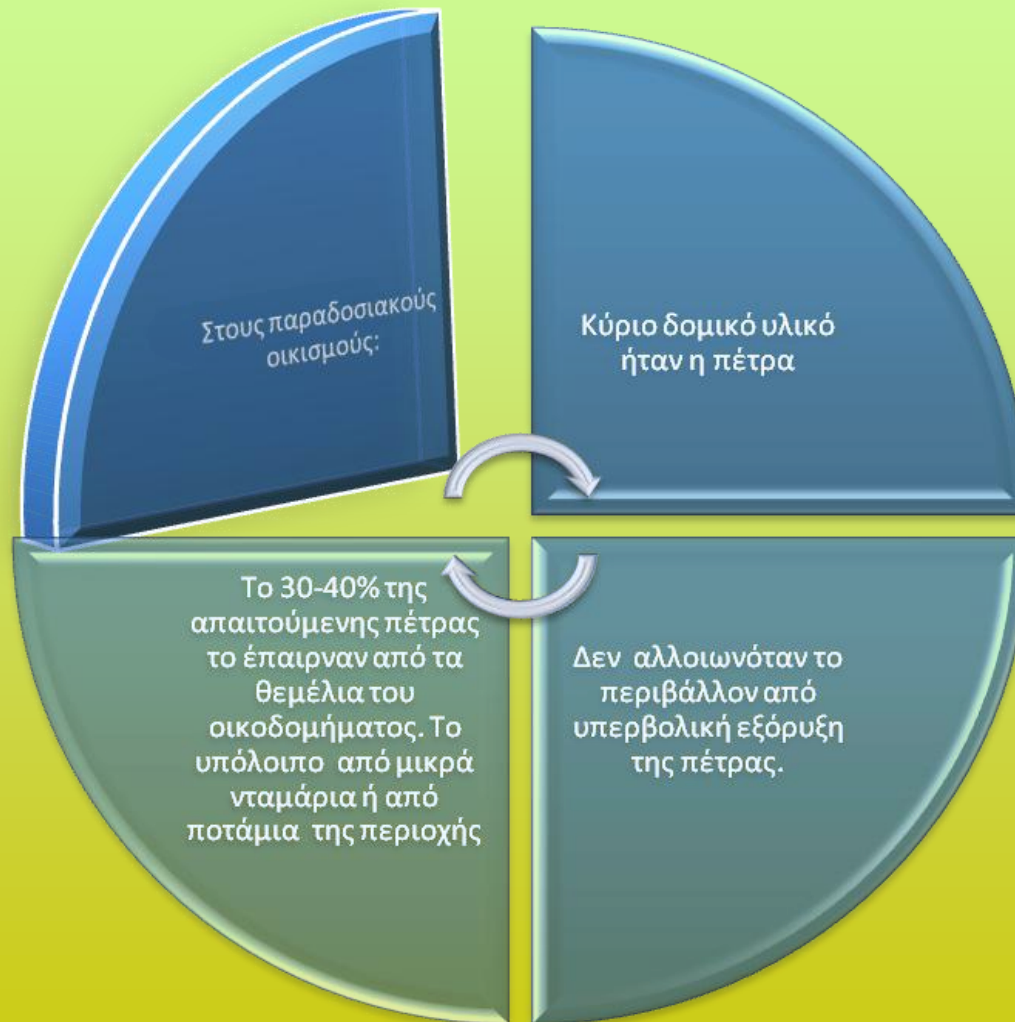 Στους παραδοσιακούς
οικισμούς:
Κύριο δομικό υλικό
ήταν η πέτρα
Δεν αλλοιωνόταν το
περιβάλλον από
υπερβολική εξόρυξη
της πέτρας.
Το 30-40% της
απαιτούμενης πέτρας
το έπαιρναν από τα
θεμέλια του
οικοδομήματος. Το
υπόλοιπο από μικρά
νταμάρια ή από
ποτάμια της περιοχής